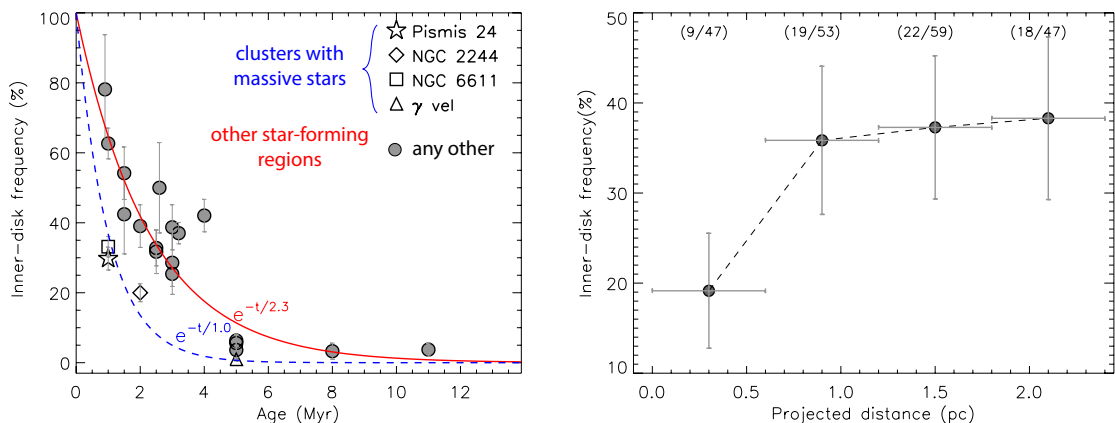 Inner-disk frequency (%)
100
80
60
40
20
0
0 2 4 6 8 10 12
Age (Myr)
clusters with
massive stars
Pismis 24
NGC 2244
NGC 6611
γ vel
other star-forming
regions
any other
e-t/1.0
e-t/2.3
Inner-disk frequency(%)
50
40
30
20
10
(9/47) (19/53) (22/59) (18/47)
0.0 0.5 1.0 1.5 2.0
Projected distance (pc)